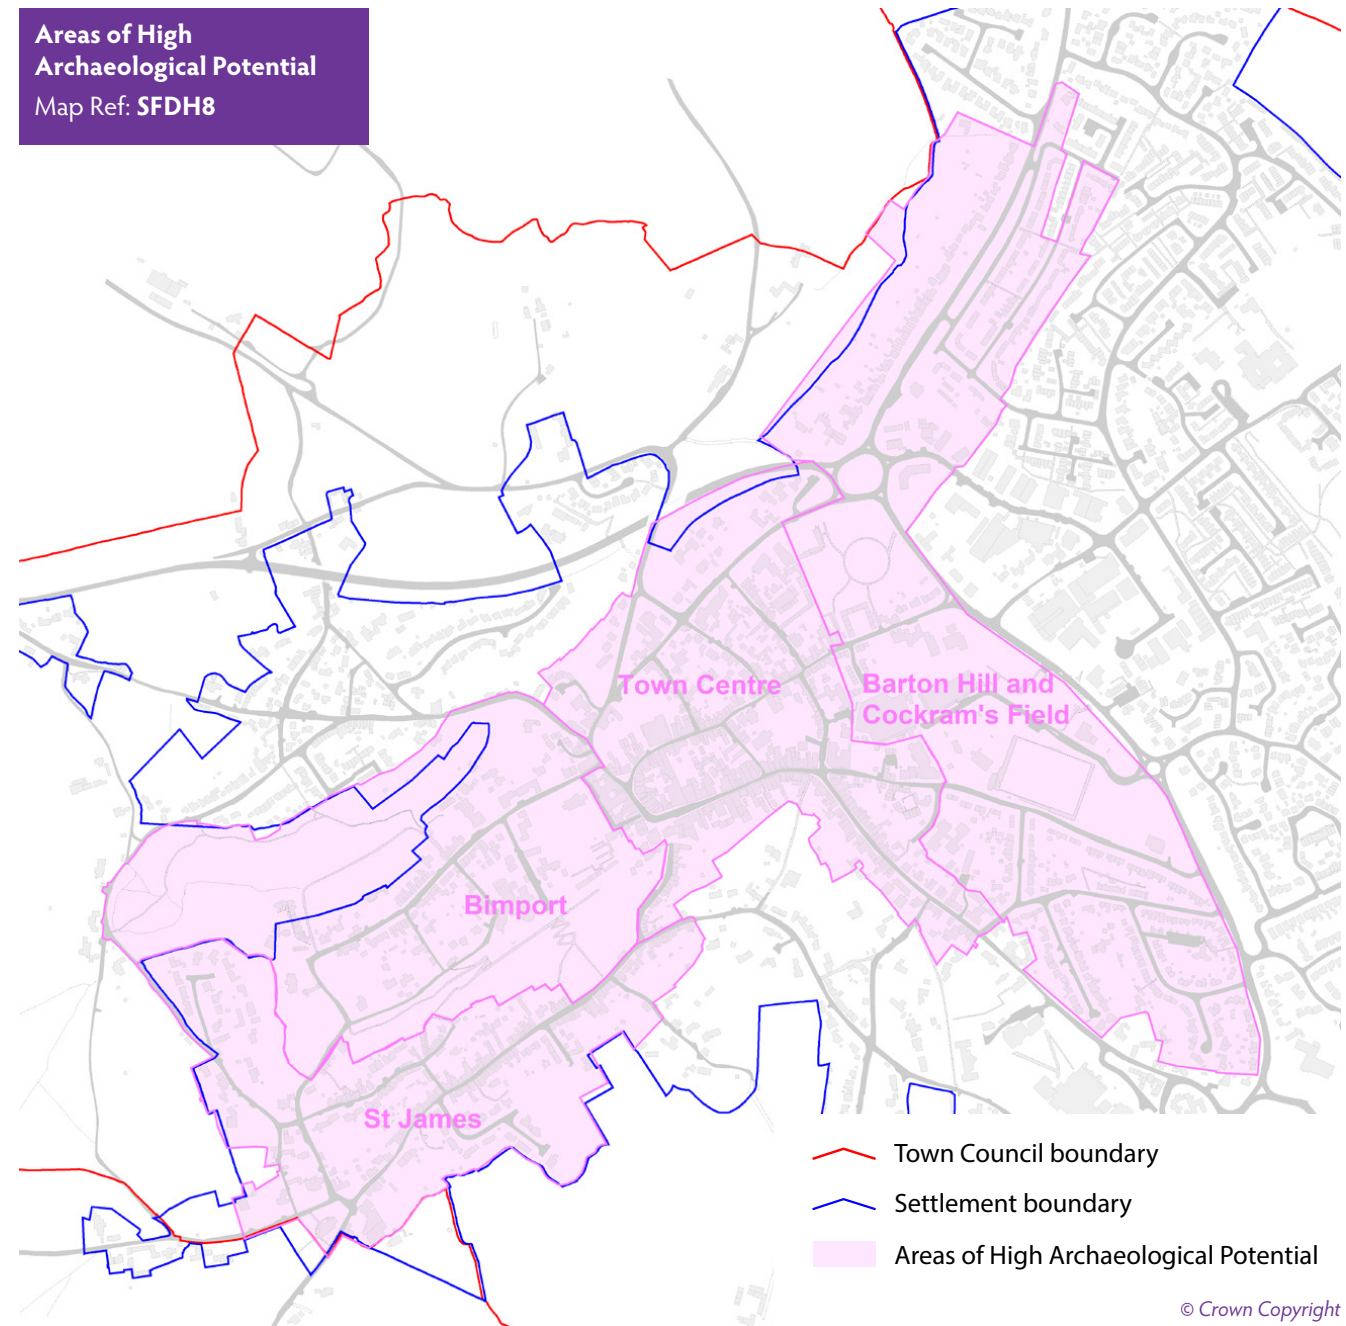 Areas of High
Archaeological Potential
Map Ref: SFDH8
Town Centre
Barton Hill and
Cockram's Field
Bimport
St James
Town Council boundary
Settlement boundary
Areas of High Archaeological Potential
© Crown Copyright